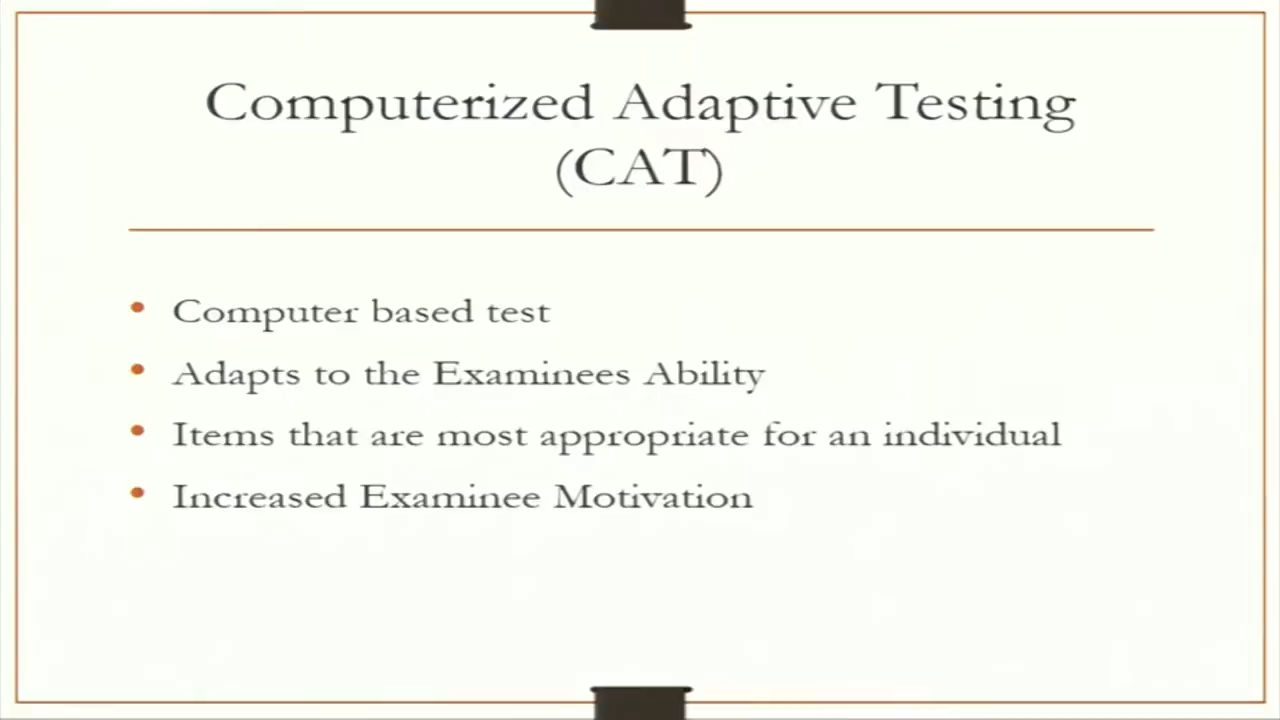 Computerized Adaptive Testing
(CAT)
• Computer based test
• Adapts to the Examinees Ability
• Items that are most appropriate for an individual
• Increased Examinee Motivation